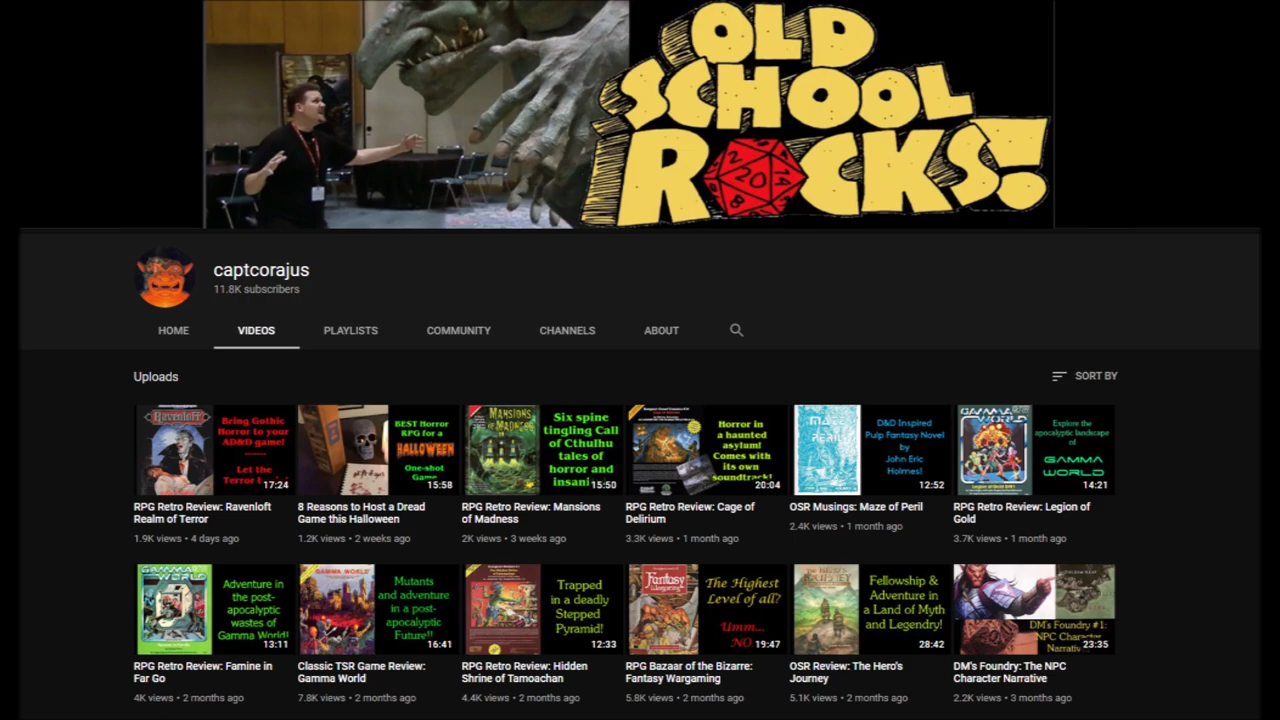 OLD
SCHOOL
ROCKS!
2 20 14
8
captcorajus
11.8K subscribers
HOME VIDEOS PLAYLISTS COMMUNITY CHANNELS ABOUT
Uploads
SORT BY
Ravenloft
Bring Gothic
Horror to your
AD&D game!
Let the
Terror
17:24
RPG Retro Review: Ravenloft
Realm of Terror
1.9K views • 4 days ago
BEST Horror
RPG for a
HALLOWEEN
One-shot
Game
15:58
8 Reasons to Host a Dread
Game this Halloween
1.2K views • 2 weeks ago
MANSIONS
OF MADNESS
Six spine
tingling Call
of Cthulhu
tales of
horror and
insani
15:50
RPG Retro Review: Mansions
of Madness
2K views • 3 weeks ago
Horror in
a haunted
asylum!
Comes with
its own
soundtrack!
20:04
RPG Retro Review: Cage of
Delirium
3.3K views • 1 month ago
MAZE
of
PERIL
D&D Inspired
Pulp Fantasy Novel
by
John Eric
Holmes!
12:52
OSR Musings: Maze of Peril
2.4K views • 1 month ago
GAMMA
WORLD
Legion of Gold
Explore the
apocalyptic landscape
of
GAMMA
WORLD
14:21
RPG Retro Review: Legion of
Gold
3.7K views • 1 month ago
GAMMA
WORLD
Adventure in
the post-
apocalyptic
wastes of
Gamma World!
13:11
RPG Retro Review: Famine in
Far Go
4K views • 2 months ago
GAMMA WORLD
Mutants
and adventure
in a post-
apocalyptic
Future!!
16:41
Classic TSR Game Review:
Gamma World
7.8K views • 2 months ago
Trapped
in a deadly
Stepped
Pyramid!
12:33
RPG Retro Review: Hidden
Shrine of Tamoachan
4.4K views • 2 months ago
Fantasy
Wargaming
The Highest
Level of all?
Umm...
NO
19:47
RPG Bazaar of the Bizarre:
Fantasy Wargaming
5.8K views • 2 months ago
Fellowship &
Adventure in
a Land of Myth
and Legendry!
28:42
OSR Review: The Hero's
Journey
5.1K views • 2 months ago
DM's Foundry #1:
NPC Character
Narrativ
23:35
DM's Foundry: The NPC
Character Narrative
2.2K views • 3 months ago